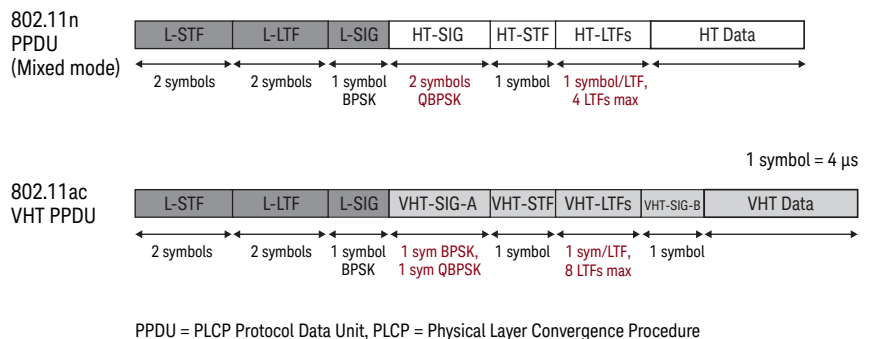 802.11n
PPDU
(Mixed mode)
L-STF L-LTF L-SIG HT-SIG HT-STF HT-LTFs HT Data
2 symbols 2 symbols 1 symbol 2 symbols 1 symbol 1 symbol/LTF,
BPSK QBPSK 4 LTFs max
1 symbol = 4 µs
802.11ac
VHT PPDU
L-STF L-LTF L-SIG VHT-SIG-A VHT-STF VHT-LTFs VHT-SIG-B VHT Data
2 symbols 2 symbols 1 symbol 1 sym BPSK, 1 symbol 1 sym/LTF, 1 symbol
BPSK 1 sym QBPSK 8 LTFs max
PPDU = PLCP Protocol Data Unit, PLCP = Physical Layer Convergence Procedure